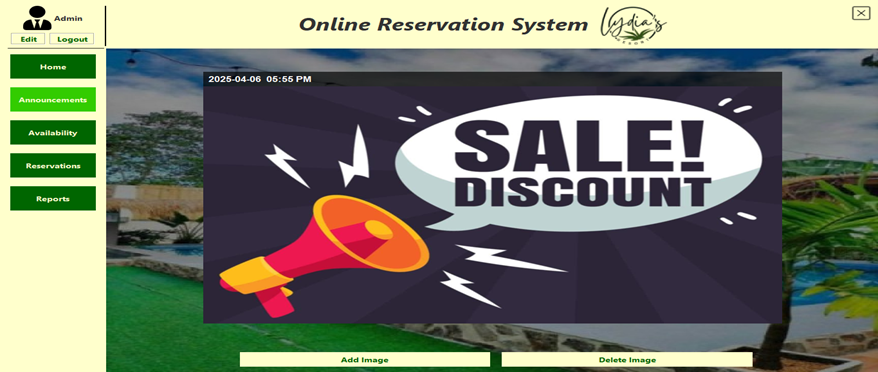 Admin
Edit Logout
Online Reservation System
Lydia's
Home
Announcements
Availability
Reservations
Reports
2025-04-06 05:55 PM
SALE!
DISCOUNT
Add Image
Delete Image